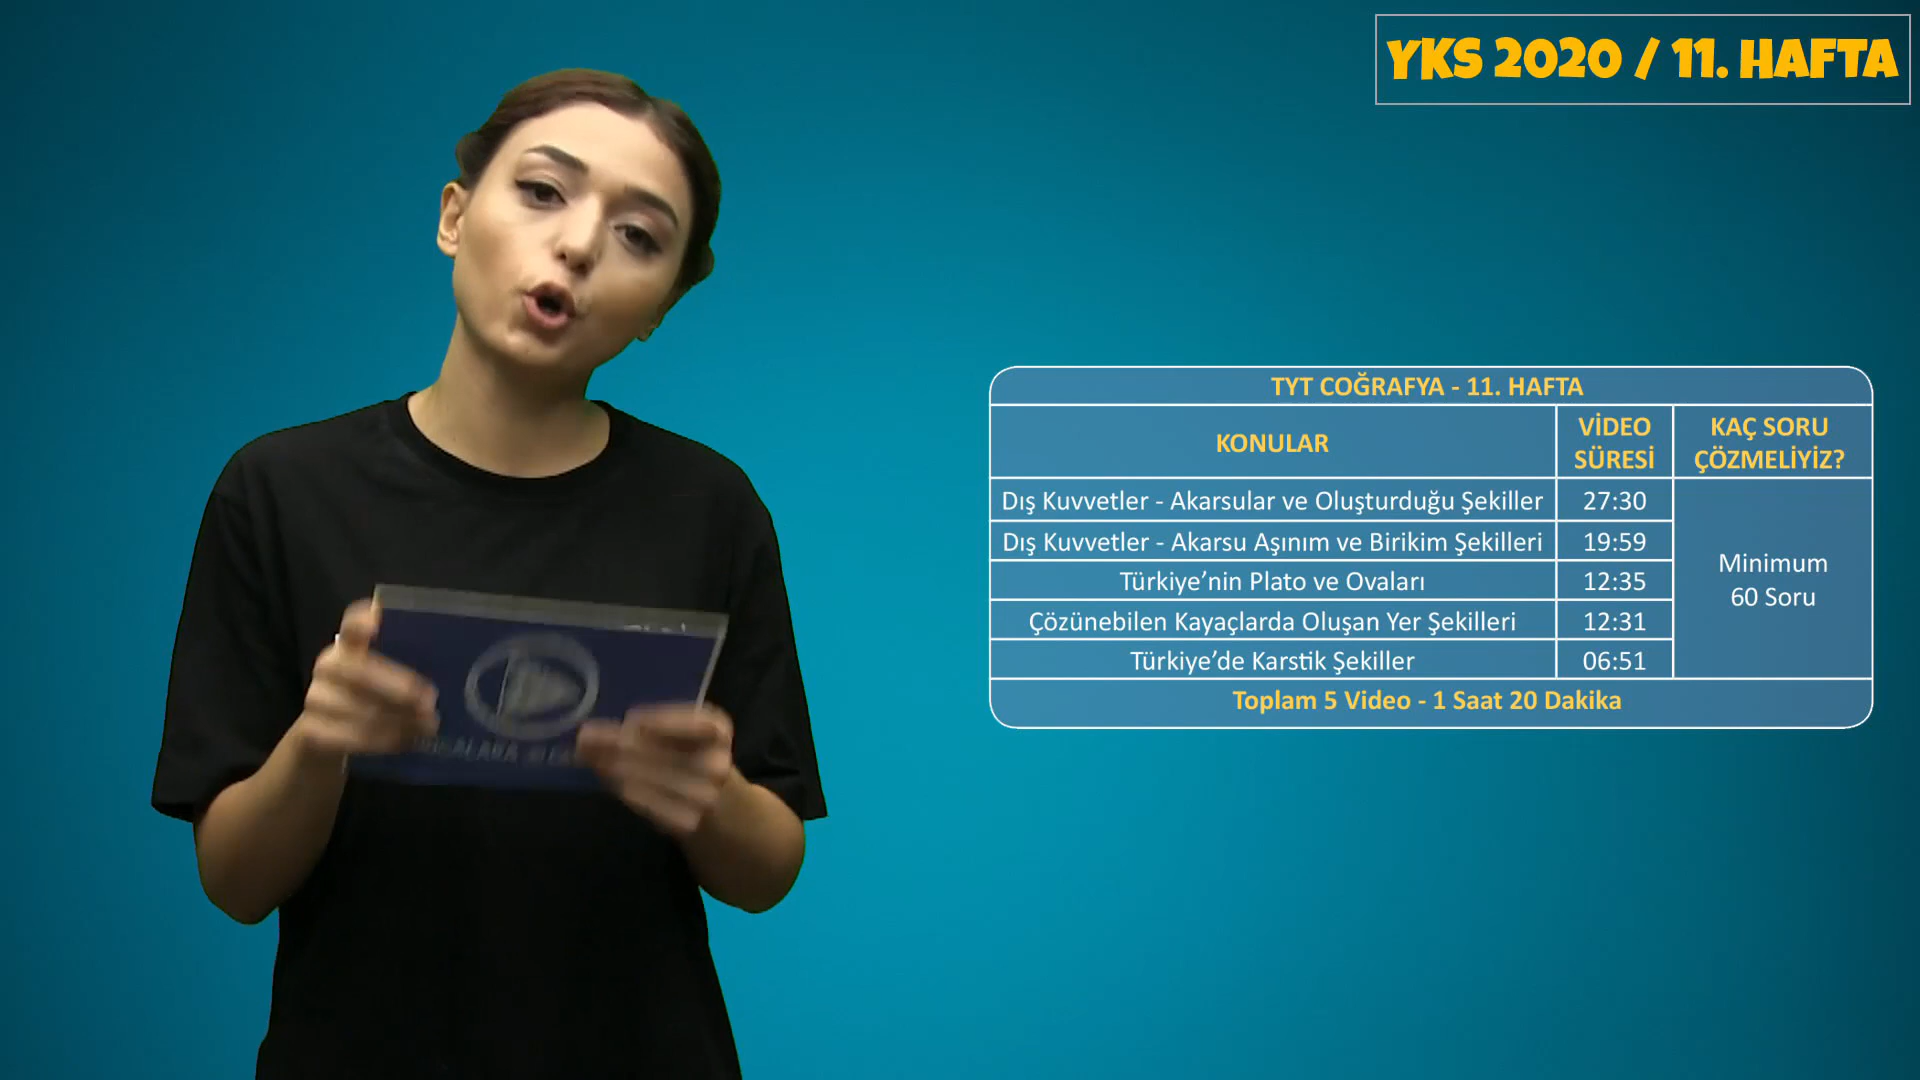 YKS 2020 / 11. HAFTA
TYT COĞRAFYA - 11. HAFTA
KONULAR
VİDEO
SÜRESİ
KAÇ SORU
ÇÖZMELİYİZ?
Dış Kuvvetler - Akarsular ve Oluşturduğu Şekiller 27:30
Dış Kuvvetler - Akarsu Aşınım ve Birikim Şekilleri 19:59
Türkiye’nin Plato ve Ovaları 12:35
Çözünebilen Kayaçlarda Oluşan Yer Şekilleri 12:31
Türkiye’de Karstik Şekiller 06:51
Minimum
60 Soru
Toplam 5 Video - 1 Saat 20 Dakika